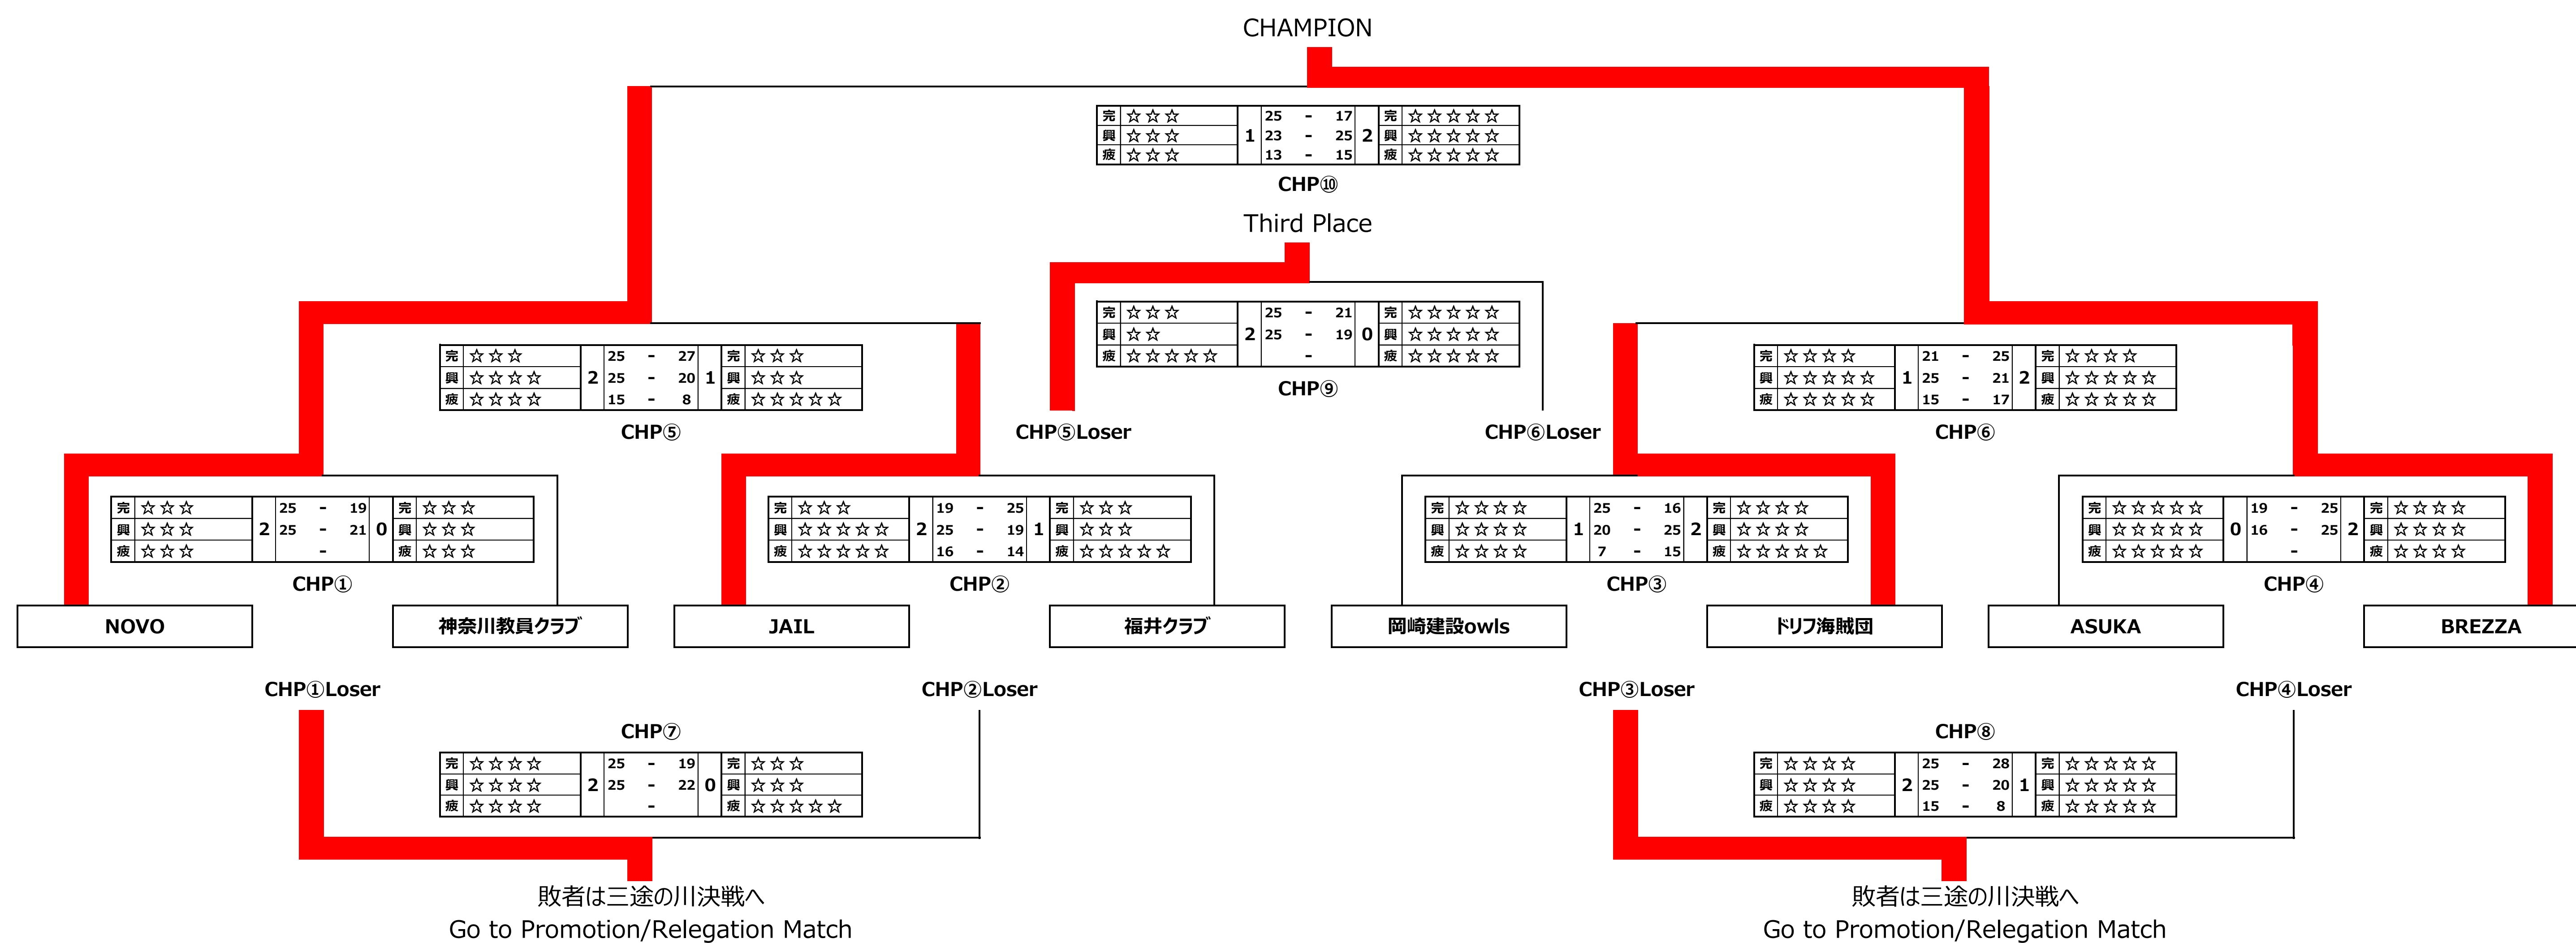 CHAMPION
完 ☆☆☆ 1 25 - 17 2 完 ☆☆☆☆☆
興 ☆☆☆ 23 - 25 興 ☆☆☆☆☆
疲 ☆☆☆ 13 - 15 疲 ☆☆☆☆☆
CHP⑩
Third Place
完 ☆☆☆ 2 25 - 21 0 完 ☆☆☆☆☆
興 ☆☆ 25 - 19 興 ☆☆☆☆☆
疲 ☆☆☆☆☆ - 疲 ☆☆☆☆☆
CHP⑨
完 ☆☆☆ 2 25 - 27 1 完 ☆☆☆
興 ☆☆☆☆ 25 - 20 興 ☆☆☆
疲 ☆☆☆☆ 15 - 8 疲 ☆☆☆☆☆
CHP⑤
CHP⑤Loser
CHP⑥Loser
完 ☆☆☆☆ 1 21 - 25 2 完 ☆☆☆☆
興 ☆☆☆☆☆ 25 - 21 興 ☆☆☆☆☆
疲 ☆☆☆☆☆ 15 - 17 疲 ☆☆☆☆☆
CHP⑥
完 ☆☆☆ 2 25 - 19 0 完 ☆☆☆
興 ☆☆☆ 25 - 21 興 ☆☆☆
疲 ☆☆☆ - 疲 ☆☆☆
CHP①
完 ☆☆☆ 2 19 - 25 1 完 ☆☆☆
興 ☆☆☆☆☆ 25 - 19 興 ☆☆☆
疲 ☆☆☆☆☆ 16 - 14 疲 ☆☆☆☆☆
CHP②
完 ☆☆☆☆ 1 25 - 16 2 完 ☆☆☆☆
興 ☆☆☆☆ 20 - 25 興 ☆☆☆☆
疲 ☆☆☆☆ 7 - 15 疲 ☆☆☆☆☆
CHP③
完 ☆☆☆☆☆ 0 19 - 25 2 完 ☆☆☆☆
興 ☆☆☆☆☆ 16 - 25 興 ☆☆☆☆
疲 ☆☆☆☆☆ - 疲 ☆☆☆☆
CHP④
NOVO
神奈川教員クラブ
JAIL
福井クラブ
岡崎建設owls
ドリフ海賊団
ASUKA
BREZZA
CHP①Loser
CHP②Loser
CHP③Loser
CHP④Loser
CHP⑦
完 ☆☆☆☆ 2 25 - 19 0 完 ☆☆☆
興 ☆☆☆☆ 25 - 22 興 ☆☆☆
疲 ☆☆☆☆ - 疲 ☆☆☆☆☆
CHP⑧
完 ☆☆☆☆ 2 25 - 28 1 完 ☆☆☆☆☆
興 ☆☆☆☆ 25 - 20 興 ☆☆☆☆☆
疲 ☆☆☆☆ 15 - 8 疲 ☆☆☆☆☆
敗者は三途の川決戦へ
Go to Promotion/Relegation Match
敗者は三途の川決戦へ
Go to Promotion/Relegation Match